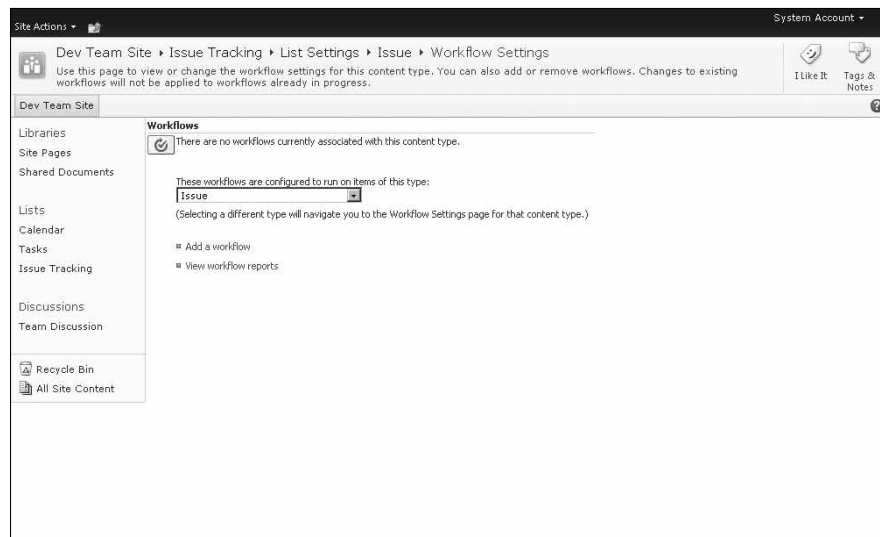 Site Actions
System Account
Dev Team Site ▸ Issue Tracking ▸ List Settings ▸ Issue ▸ Workflow Settings
Use this page to view or change the workflow settings for this content type. You can also add or remove workflows. Changes to existing
workflows will not be applied to workflows already in progress.
I Like It
Tags &
Notes
Dev Team Site
Libraries
Site Pages
Shared Documents
Lists
Calendar
Tasks
Issue Tracking
Discussions
Team Discussion
Recycle Bin
All Site Content
Workflows
There are no workflows currently associated with this content type.
These workflows are configured to run on items of this type:
Issue
(Selecting a different type will navigate you to the Workflow Settings page for that content type.)
Add a workflow
View workflow reports